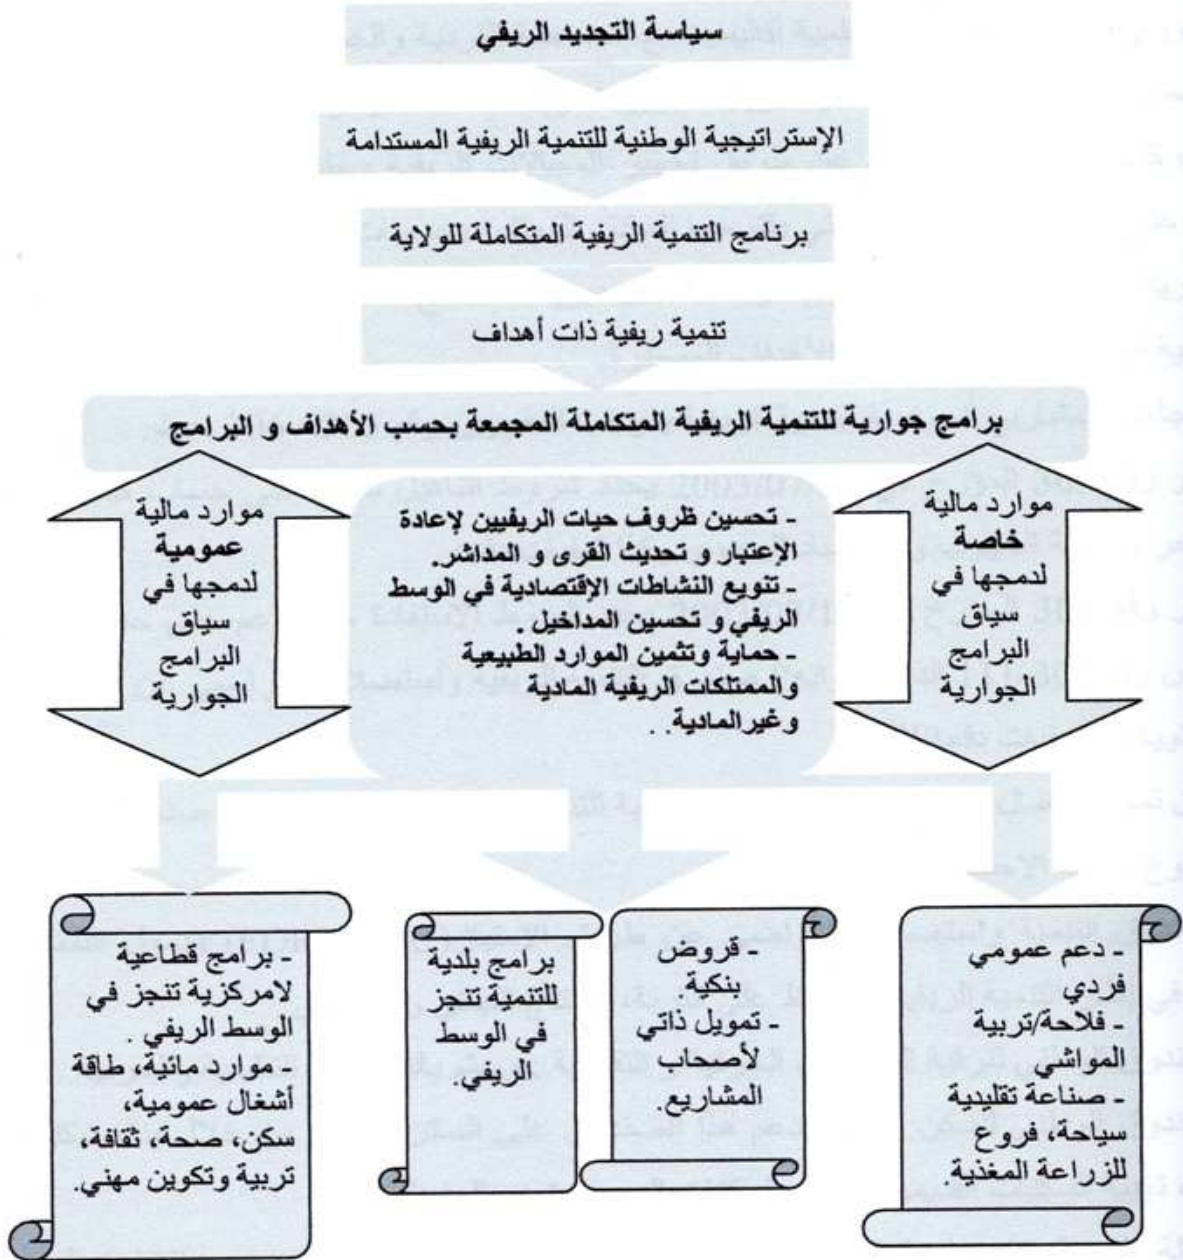 سياسة التجديد الريفي
الإستراتيجية الوطنية للتنمية الريفية المستدامة
برنامج التنمية الريفية المتكاملة للولاية
تنمية ريفية ذات أهداف
برامج جوارية للتنمية الريفية المتكاملة المجمعة بحسب الأهداف و البرامج
موارد مالية
خاصة
لدمجها في
سياق
البرامج
الجوارية
- تحسين ظروف حيات الريفيين لإعادة
الإعتبار و تحديث القرى و المداشر.
- تنويع النشاطات الإقتصادية في الوسط
الريفي و تحسين المداخيل .
- حماية وتثمين الموارد الطبيعية
والممتلكات الريفية المادية
وغيرالمادية. .
موارد مالية
عمومية
لدمجها في
سياق
البرامج
الجوارية
- دعم عمومي
فردي
- فلاحة/تربية
المواشي
- صناعة تقليدية
سياحة، فروع
للزراعة المغذية.
- قروض
بنكية.
- تمويل ذاتي
لأصحاب
المشاريع.
برامج بلدية
للتنمية تنجز
في الوسط
الريفي.
- برامج قطاعية
لامركزية تنجز في
الوسط الريفي .
- موارد مائية، طاقة
أشغال عمومية،
سكن، صحة، ثقافة،
تربية وتكوين مهني.